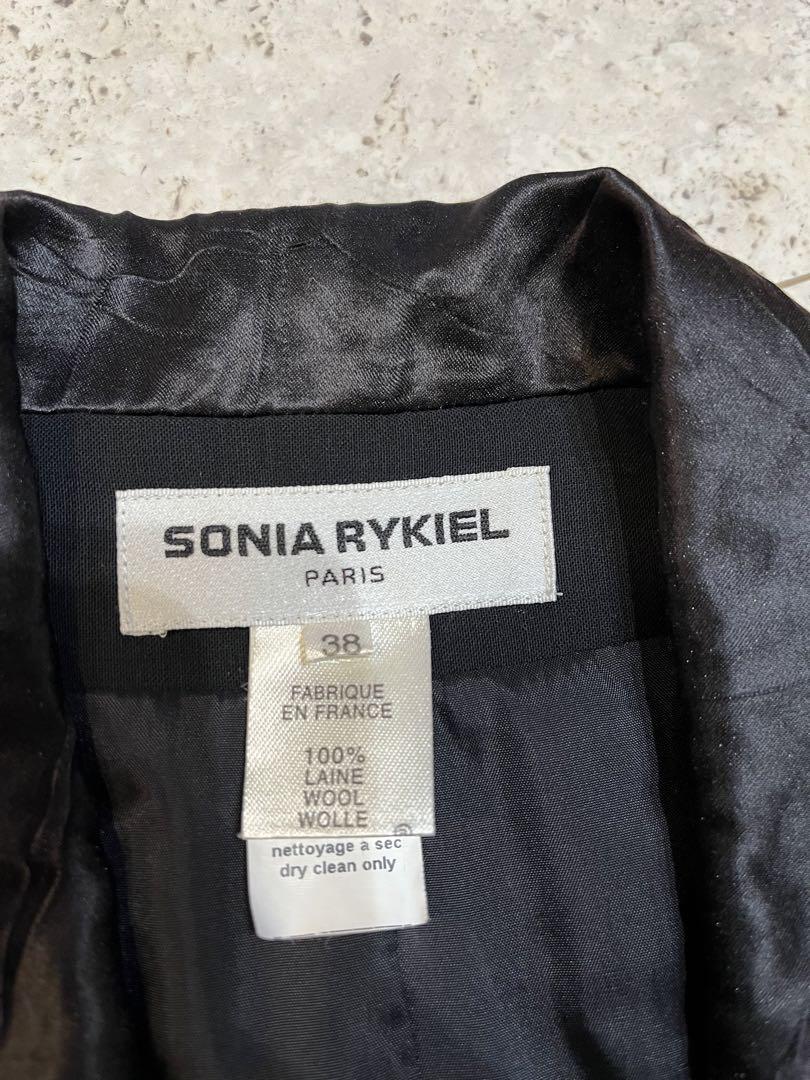 SONIA RYKIEL
PARIS
38
FABRIQUE
EN FRANCE
100%
LAINE
WOOL
WOLLE
nettoyage a sec
dry clean only